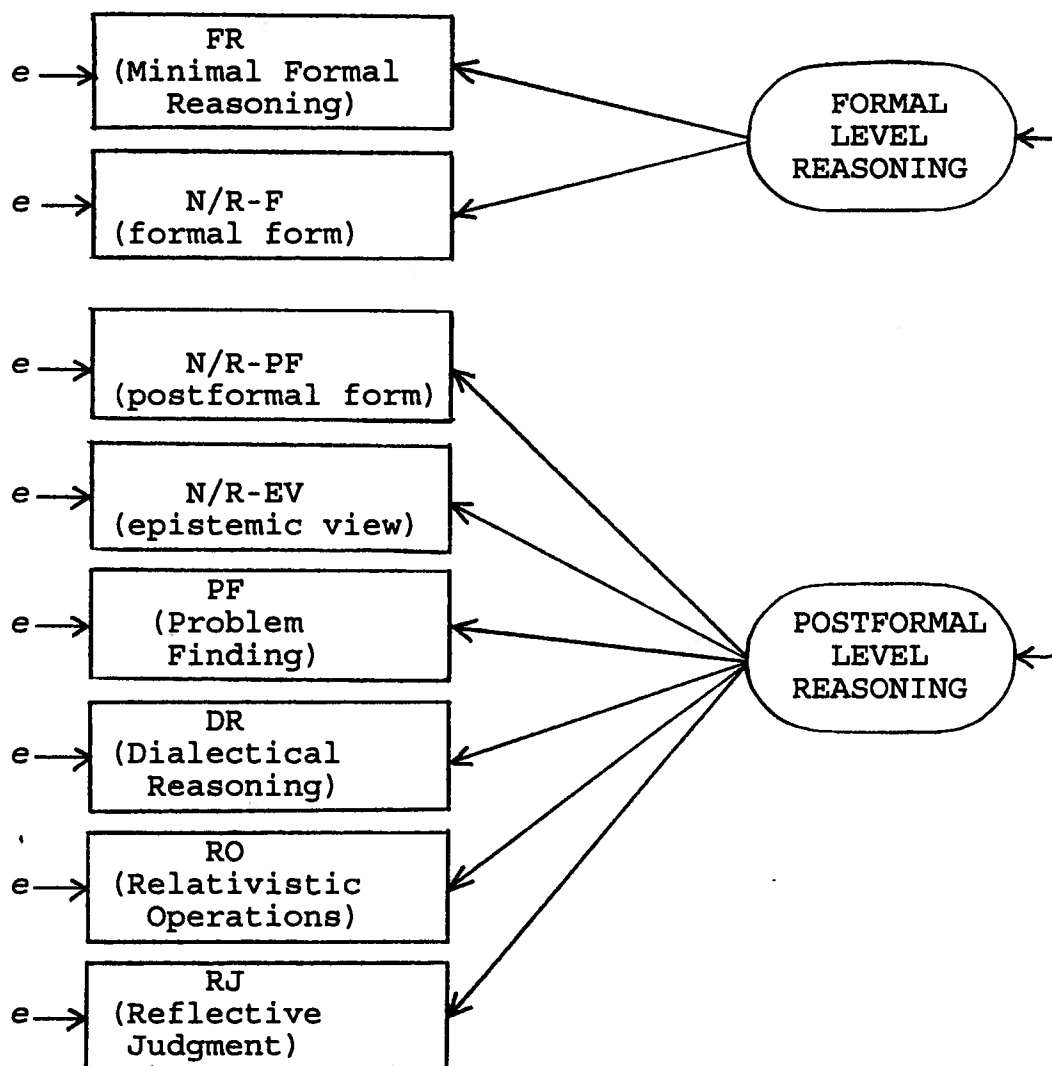 FR
e (Minimal Formal
Reasoning)
FORMAL
LEVEL
REASONING
N/R-F
e (formal form)
N/R-PF
e (postformal form)
N/R-EV
e (epistemic view)
PF
e (Problem
Finding)
POSTFORMAL
LEVEL
REASONING
DR
e (Dialectical
Reasoning)
RO
e (Relativistic
Operations)
RJ
e (Reflective
Judgment)